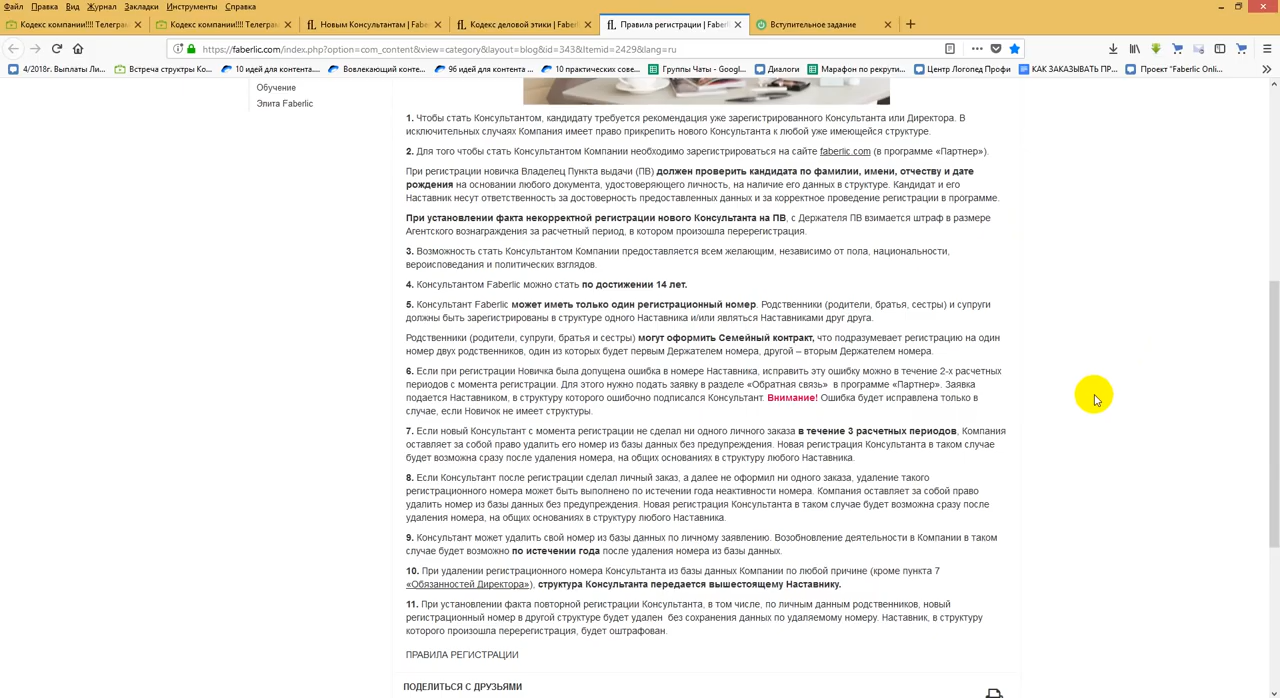 Файл Правка Вид Журнал Закладки Инструменты Справка
Кодекс компании!!!! Телегра
Кодекс компании!!!! Телегра
Новым Консультантам | Faber
Кодекс деловой этики | Faberl
Правила регистрации | Faberl
Вступительное задание
https://faberlic.com/index.php?option=com_content&view=category&layout=blog&id=343&Itemid=2429&lang=ru
4/2018г. Выплаты Ли...
Встреча структры Ко...
10 идей для контента....
Вовлекающий конте...
96 идей для контента ...
10 практических сове...
Группы Чаты - Googl...
Диалоги
Марафон по рекрути...
Центр Логопед Профи
КАК ЗАКАЗЫВАТЬ ПР...
Проект "Faberlic Onli...
Обучение
Элита Faberlic
1. Чтобы стать Консультантом, кандидату требуется рекомендация уже зарегистрированного Консультанта или Директора. В
исключительных случаях Компания имеет право прикрепить нового Консультанта к любой уже имеющейся структуре.
2. Для того чтобы стать Консультантом Компании необходимо зарегистрироваться на сайте faberlic.com (в программе «Партнер»).
При регистрации новичка Владелец Пункта выдачи (ПВ) должен проверить кандидата по фамилии, имени, отчеству и дате
рождения на основании любого документа, удостоверяющего личность, на наличие его данных в структуре. Кандидат и его
Наставник несут ответственность за достоверность предоставленных данных и за корректное проведение регистрации в программе.
При установлении факта некорректной регистрации нового Консультанта на ПВ, с Держателя ПВ взимается штраф в размере
Агентского вознаграждения за расчетный период, в котором произошла перерегистрация.
3. Возможность стать Консультантом Компании предоставляется всем желающим, независимо от пола, национальности,
вероисповедания и политических взглядов.
4. Консультантом Faberlic можно стать по достижении 14 лет.
5. Консультант Faberlic может иметь только один регистрационный номер. Родственники (родители, братья, сестры) и супруги
должны быть зарегистрированы в структуре одного Наставника и/или являться Наставниками друг друга.
Родственники (родители, супруги, братья и сестры) могут оформить Семейный контракт, что подразумевает регистрацию на один
номер двух родственников, один из которых будет первым Держателем номера, другой – вторым Держателем номера.
6. Если при регистрации Новичка была допущена ошибка в номере Наставника, исправить эту ошибку можно в течение 2-х расчетных
периодов с момента регистрации. Для этого нужно подать заявку в разделе «Обратная связь» в программе «Партнер». Заявка
подается Наставником, в структуру которого ошибочно подписался Консультант. Внимание! Ошибка будет исправлена только в
случае, если Новичок не имеет структуры.
7. Если новый Консультант с момента регистрации не сделал ни одного личного заказа в течение 3 расчетных периодов, Компания
оставляет за собой право удалить его номер из базы данных без предупреждения. Новая регистрация Консультанта в таком случае
будет возможна сразу после удаления номера, на общих основаниях в структуру любого Наставника.
8. Если Консультант после регистрации сделал личный заказ, а далее не оформил ни одного заказа, удаление такого
регистрационного номера может быть выполнено по истечении года неактивности номера. Компания оставляет за собой право
удалить номер из базы данных без предупреждения. Новая регистрация Консультанта в таком случае будет возможна сразу после
удаления номера, на общих основаниях в структуру любого Наставника.
9. Консультант может удалить свой номер из базы данных по личному заявлению. Возобновление деятельности в Компании в таком
случае будет возможно по истечении года после удаления номера из базы данных.
10. При удалении регистрационного номера Консультанта из базы данных Компании по любой причине (кроме пункта 7
«Обязанностей Директора»), структура Консультанта передается вышестоящему Наставнику.
11. При установлении факта повторной регистрации Консультанта, в том числе, по личным данным родственников, новый
регистрационный номер в другой структуре будет удален без сохранения данных по удаляемому номеру. Наставник, в структуру
которого произошла перерегистрация, будет оштрафован.
ПРАВИЛА РЕГИСТРАЦИИ
ПОДЕЛИТЬСЯ С ДРУЗЬЯМИ